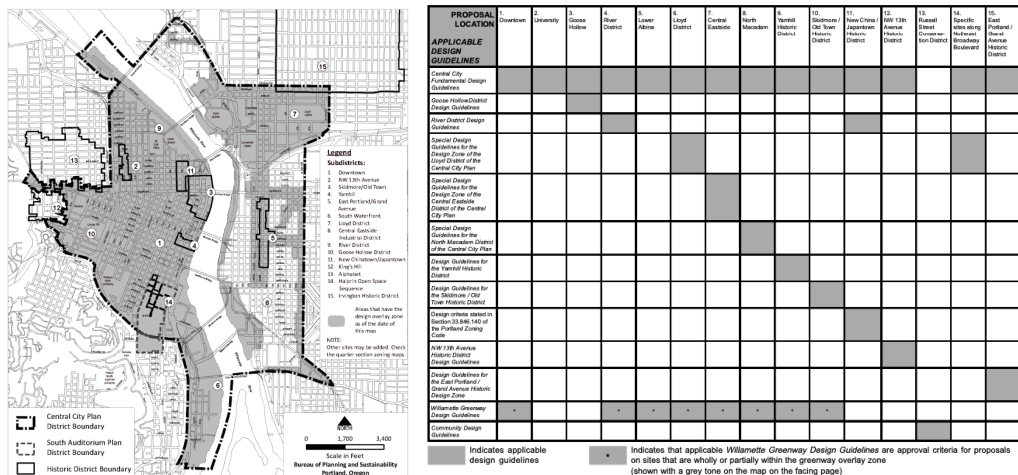 Legend
Subdistricts:
1. Downtown
2. NW 13th Avenue
3. Skidmore/Old Town
4. Yamhill
5. East Portland/Grand
Avenue
6. South Waterfront
7. Lloyd District
8. Central Eastside
Industrial District
9. River District
10. Goose Hollow District
11. New Chinatown/Japantown
12. King's Hill
13. Alphabet
14. Halprin Open Space
Sequence
15. Irvington Historic District
Areas that have the
design overlay zone
as of the date of
this map
NOTE:
Other sites may be added. Check
the quarter section zoning maps.
15
7
9
13
2
11
3
12
10
1
4
5
14
8
6
Central City Plan
District Boundary
South Auditorium Plan
District Boundary
Historic District Boundary
NORTH
0 1,700 3,400
Scale in Feet
Bureau of Planning and Sustainability
Portland, Oregon
PROPOSAL
LOCATION
APPLICABLE
DESIGN
GUIDELINES
1.
Downtown
2.
University
3.
Goose
Hollow
4.
River
District
5.
Lower
Albina
6.
Lloyd
District
7.
Central
Eastside
8.
North
Macadam
9.
Yamhill
Historic
District
10.
Skidmore /
Old Town
Historic
District
11.
New China /
Japantown
Historic
District
12.
NW 13th
Avenue
Historic
District
13.
Russell
Street
Conserva-
tion District
14.
Specific
sites along
Broadway
Boulevard
15.
East
Portland /
Grand
Avenue
Historic
District
Central City
Fundamental Design
Guidelines
Goose Hollow District
Design Guidelines
River District Design
Guidelines
Special Design
Guidelines for the
Design Zone of the
Lloyd District of the
Central City Plan
Special Design
Guidelines for the
Design Zone of the
Central Eastside
District of the Central
City Plan
Special Design
Guidelines for the
North Macadam District
of the Central City Plan
Design Guidelines for
the Yamhill Historic
District
Design Guidelines for
the Skidmore / Old
Town Historic District
Design criteria stated in
Section 33.846.140 of
the Portland Zoning
Code
NW 13th Avenue
Historic District
Design Guidelines
Design Guidelines for
the East Portland /
Grand Avenue Historic
Design Zone
Willamette Greenway
Design Guidelines
* * * * * * * *
Community Design
Guidelines
Indicates applicable
design guidelines
* Indicates that applicable Willamette Greenway Design Guidelines are approval criteria for proposals
on sites that are wholly or partially within the greenway overlay zone
(shown with a grey tone on the map on the facing page)